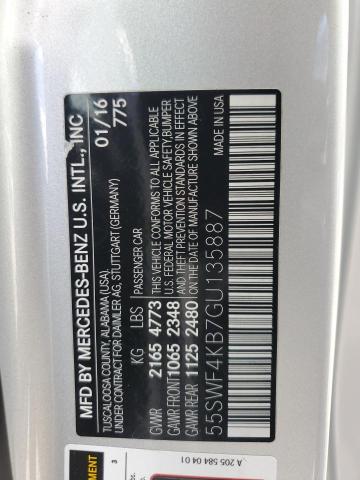 MFD BY MERCEDES-BENZ U.S. INTL., INC
TUSCALOOSA COUNTY, ALABAMA (USA),
UNDER CONTRACT FOR DAIMLER AG, STUTTGART (GERMANY)
01/16
775
KG LBS
PASSENGER CAR
GVWR 2165 4773
GAWR FRONT 1065 2348
GAWR REAR 1125 2480
THIS VEHICLE CONFORMS TO ALL APPLICABLE
U.S. FEDERAL MOTOR VEHICLE SAFETY, BUMPER
AND THEFT PREVENTION STANDARDS IN EFFECT
ON THE DATE OF MANUFACTURE SHOWN ABOVE
55SWF4KB7GU135887
A 205 584 04 01
3